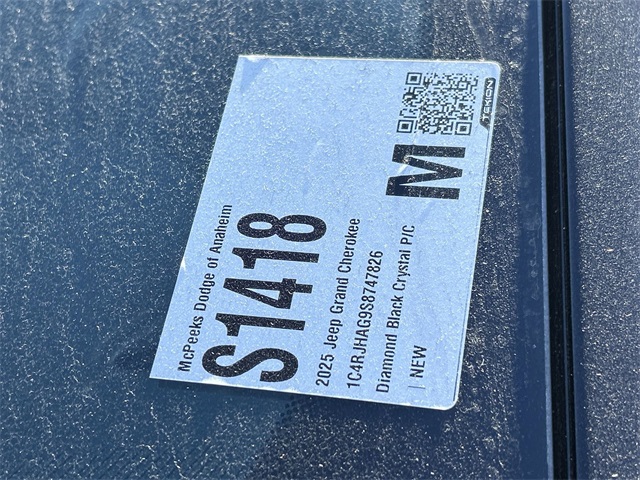 McPeeks Dodge of Anaheim
S1418
2025 Jeep Grand Cherokee
1C4RJHAG9S8747826
Diamond Black Crystal P/C
| NEW
M
TEKION